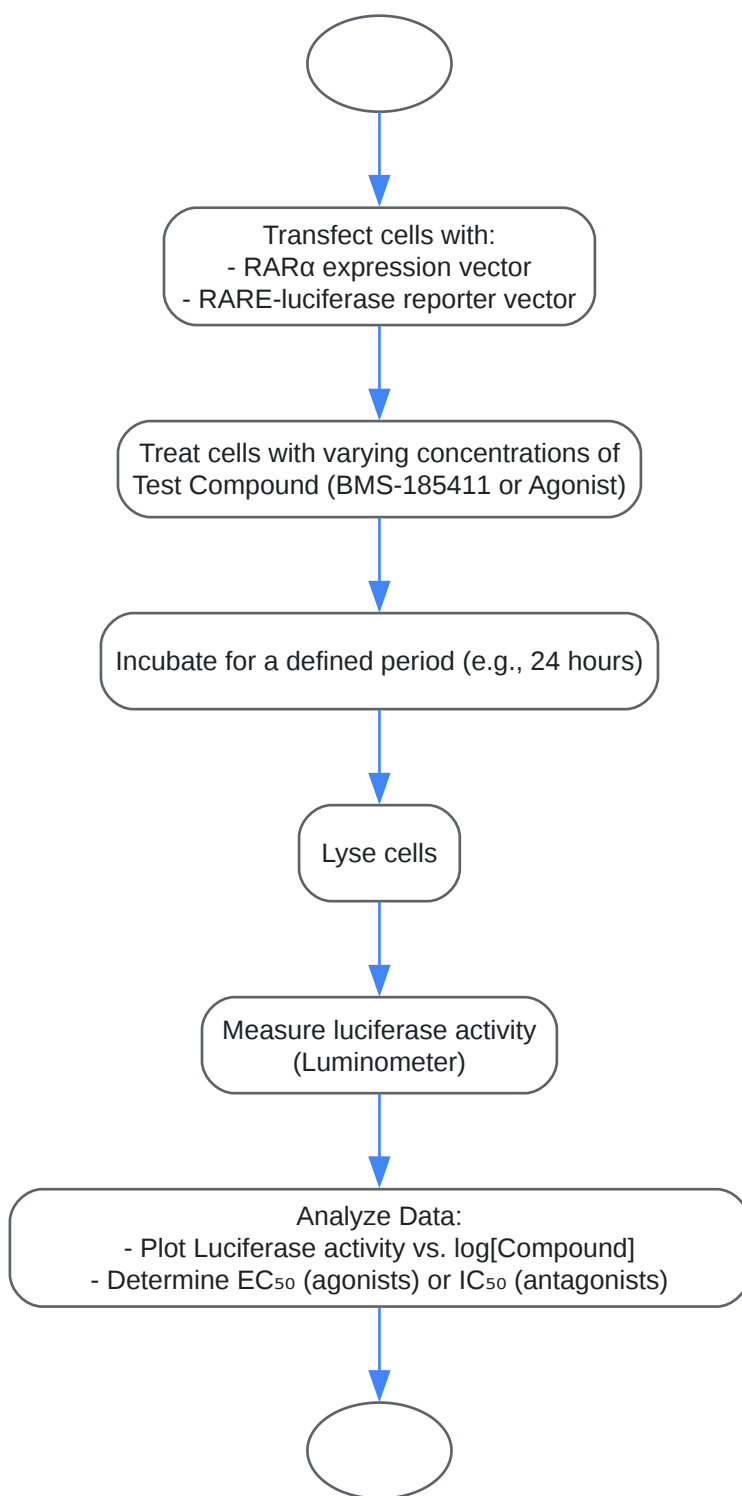 Transfect cells with:
- RARα expression vector
- RARE-luciferase reporter vector
Treat cells with varying concentrations of
Test Compound (BMS-185411 or Agonist)
Incubate for a defined period (e.g., 24 hours)
Lyse cells
Measure luciferase activity
(Luminometer)
Analyze Data:
- Plot Luciferase activity vs. log[Compound]
- Determine EC₅₀ (agonists) or IC₅₀ (antagonists)